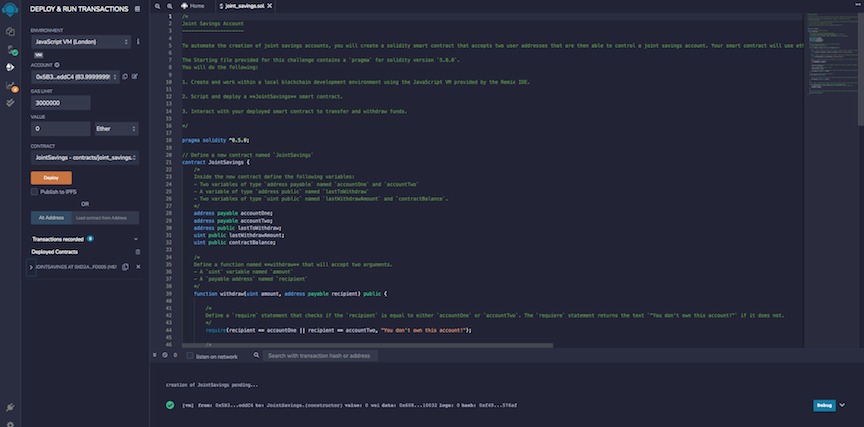 DEPLOY & RUN TRANSACTIONS
ENVIRONMENT
JavaScript VM (London)
VM
ACCOUNT
0x5B3...eddC4 (83.9999999
GAS LIMIT
3000000
VALUE
0
Ether
CONTRACT
JointSavings - contracts/joint_savings.
Deploy
Publish to IPFS
OR
At Address
Load contract from Address
Transactions recorded
Deployed Contracts
Home
joint_savings.sol
1 /*
2 Joint Savings Account
3 --------------------
4
5 To automate the creation of joint savings accounts, you will create a solidity smart contract that accepts two user addresses that are then able to control a joint savings account. Your smart contract will use eth
6
7 The Starting file provided for this challenge contains a `pragma` for solidity version `5.0.0`.
8 You will do the following:
9
10 1. Create and work within a local blockchain development environment using the JavaScript VM provided by the Remix IDE.
11
12 2. Script and deploy a **JointSavings** smart contract.
13
14 3. Interact with your deployed smart contract to transfer and withdraw funds.
15
16 */
17
18 pragma solidity ^0.5.0;
19
20 // Define a new contract named `JointSavings`
21 contract JointSavings {
22 /*
23 Inside the new contract define the following variables:
24 - Two variables of type `address payable` named `accountOne` and `accountTwo`
25 - A variable of type `address public` named `lastToWithdraw`
26 - Two variables of type `uint public` named `lastWithdrawAmount` and `contractBalance`.
27 */
28 address payable accountOne;
29 address payable accountTwo;
30 address public lastToWithdraw;
31 uint public lastWithdrawAmount;
32 uint public contractBalance;
33
34 /*
35 Define a function named **withdraw** that will accept two arguments.
36 - A `uint` variable named `amount`
37 - A `payable address` named `recipient`
38 */
39 function withdraw(uint amount, address payable recipient) public {
40
41 /*
42 Define a `require` statement that checks if the `recipient` is equal to either `accountOne` or `accountTwo`. The `requiere` statement returns the text `"You don't own this account!"` if it does not.
43 */
44 require(recipient == accountOne || recipient == accountTwo, "You don't own this account!");
45
46 /*
0
listen on network
Search with transaction hash or address
creation of JointSavings pending...
[vm] from: 0x5B3...eddC4 to: JointSavings.(constructor) value: 0 wei data: 0x608...10032 logs: 0
Debug